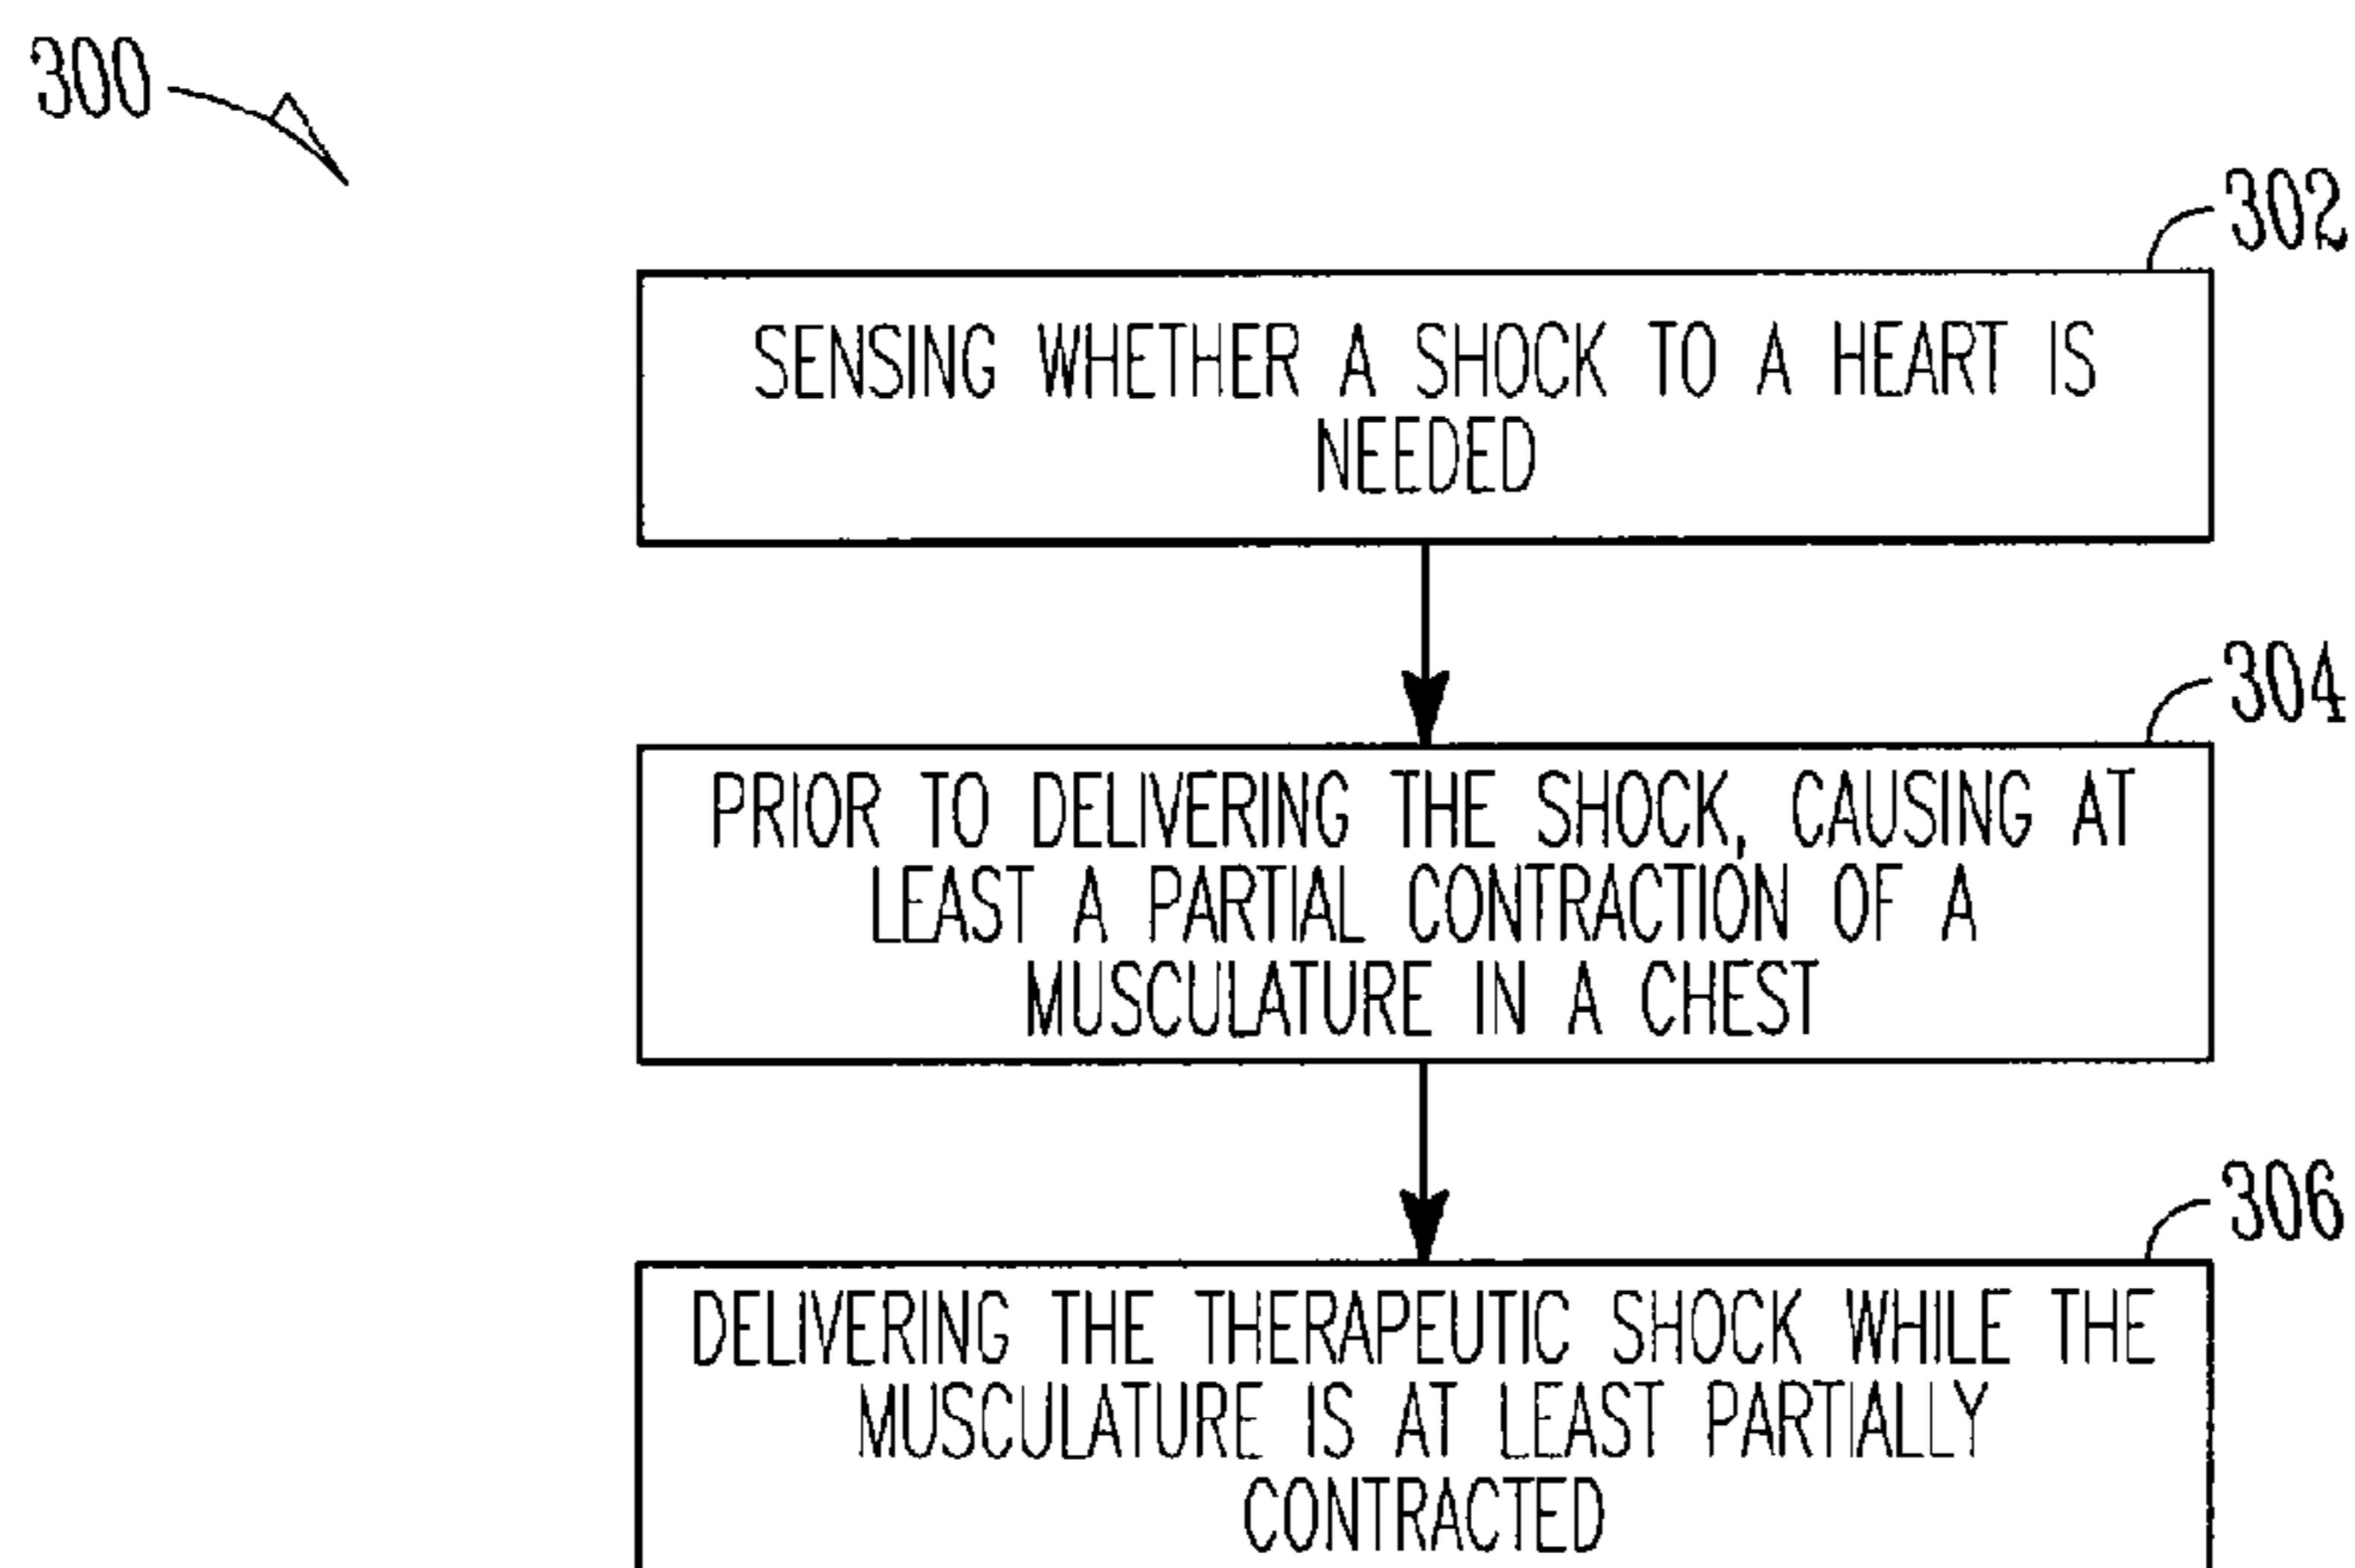 300
302
SENSING WHETHER A SHOCK TO A HEART IS
NEEDED
304
PRIOR TO DELIVERING THE SHOCK, CAUSING AT
LEAST A PARTIAL CONTRACTION OF A
MUSCULATURE IN A CHEST
306
DELIVERING THE THERAPEUTIC SHOCK WHILE THE
MUSCULATURE IS AT LEAST PARTIALLY
CONTRACTED